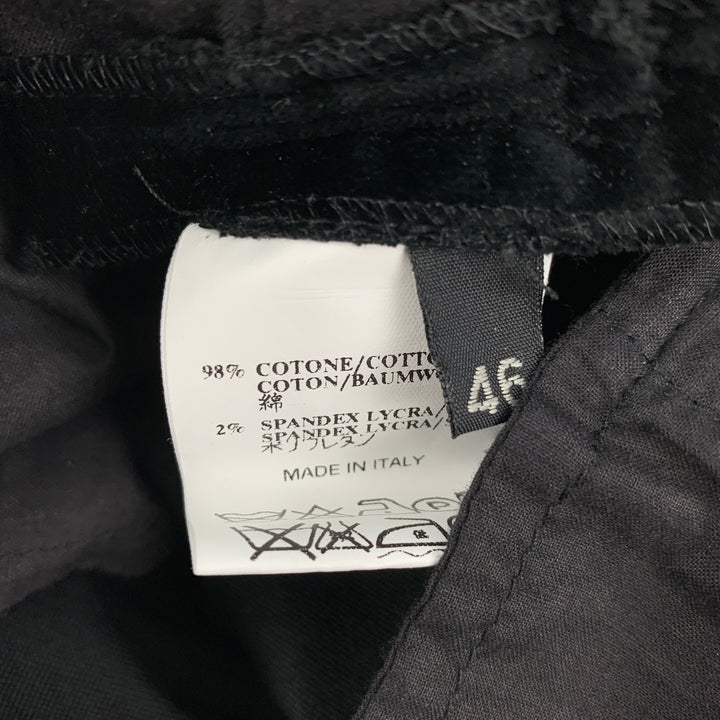 98% COTONE/COTTO
COTON/BAUMWO
綿
2% SPANDEX LYCRA/
SPANDEX LYCRA/S
ポリウレタン
MADE IN ITALY
46